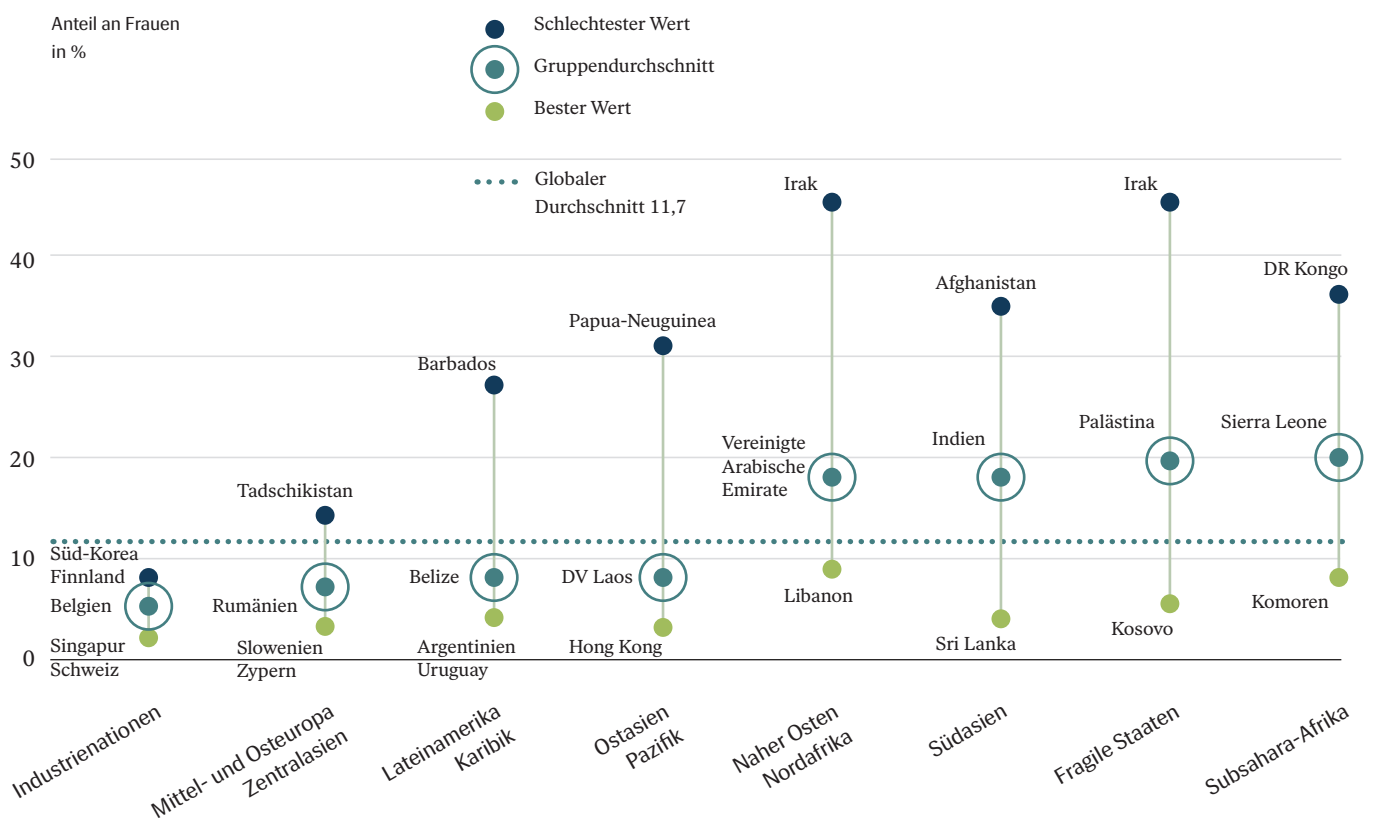 Anteil an Frauen
in %
Schlechtester Wert
Gruppendurchschnitt
Bester Wert
Globaler
Durchschnitt 11,7
50
40
30
20
10
0
Süd-Korea
Finnland
Belgien
Singapur
Schweiz
Tadschikistan
Rumänien
Slowenien
Zypern
Barbados
Belize
Argentinien
Uruguay
Papua-Neuguinea
DV Laos
Hong Kong
Irak
Vereinigte
Arabische
Emirate
Libanon
Afghanistan
Indien
Sri Lanka
Irak
Palästina
Kosovo
DR Kongo
Sierra Leone
Komoren
Industrienationen
Mittel- und Osteuropa
Zentralasien
Lateinamerika
Karibik
Ostasien
Pazifik
Naher Osten
Nordafrika
Südasien
Fragile Staaten
Subsahara-Afrika